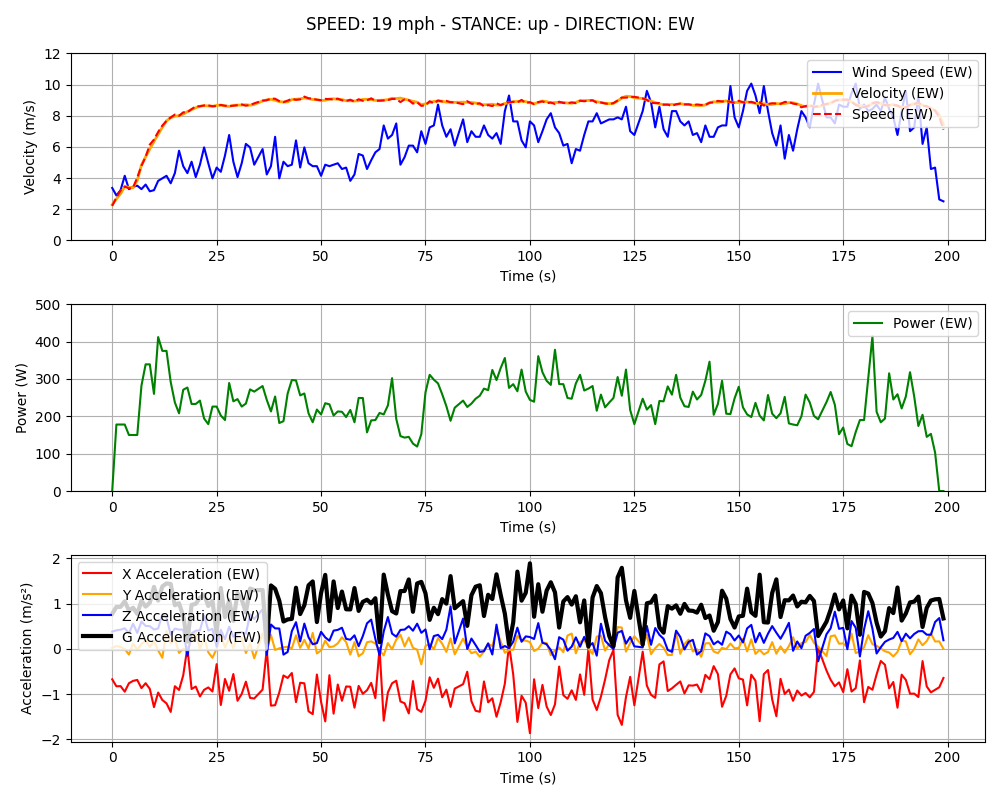 SPEED: 19 mph - STANCE: up - DIRECTION: EW
12
10
8
6
4
2
0
Velocity (m/s)
Wind Speed (EW)
Velocity (EW)
Speed (EW)
0 25 50 75 100 125 150 175 200
Time (s)
500
400
300
200
100
0
Power (W)
Power (EW)
0 25 50 75 100 125 150 175 200
Time (s)
2
1
0
−1
−2
Acceleration (m/s²)
X Acceleration (EW)
Y Acceleration (EW)
Z Acceleration (EW)
G Acceleration (EW)
0 25 50 75 100 125 150 175 200
Time (s)